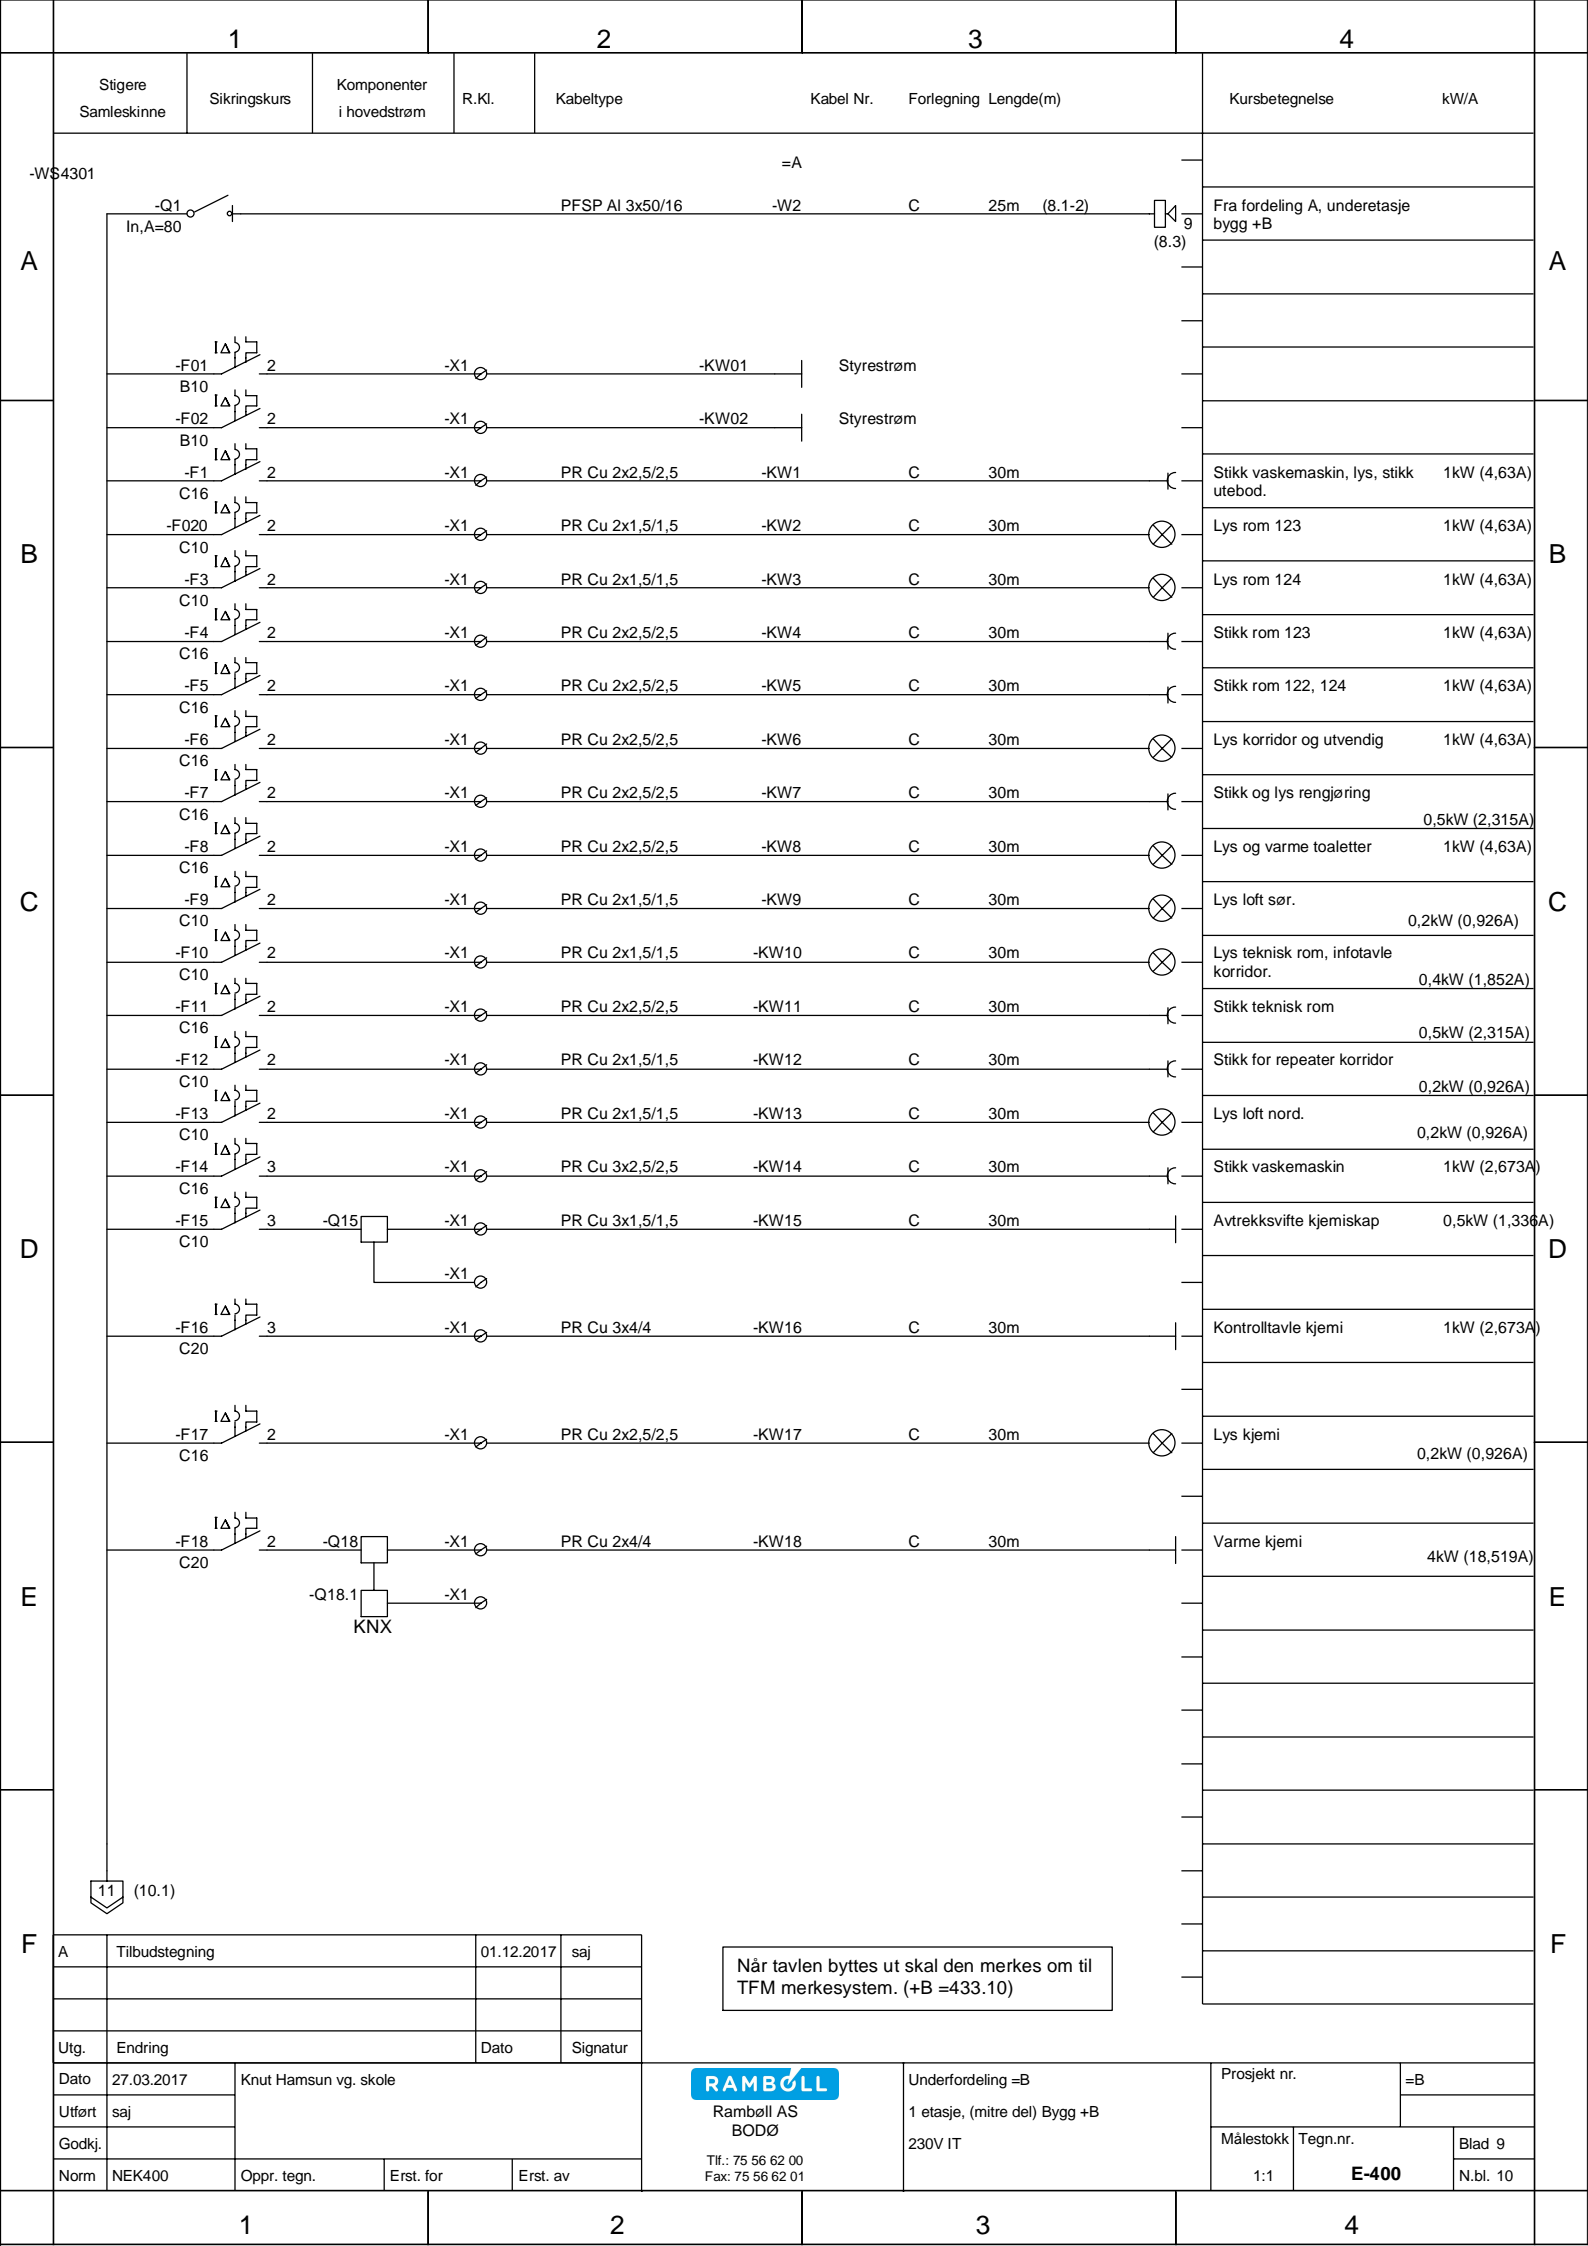 1 2 3 4
Stigere
Samleskinne
Sikringskurs
Komponenter
i hovedstrøm
R.Kl.
Kabeltype
Kabel Nr.
Forlegning Lengde(m)
Kursbetegnelse
kW/A
-WS4301
=A
-Q1
In,A=80
PFSP Al 3x50/16 -W2 C 25m (8.1-2)
9
(8.3)
Fra fordeling A, underetasje
bygg +B
A A
-F01 I∆ 2 -X1 -KW01 Styrestrøm
B10
-F02 I∆ 2 -X1 -KW02 Styrestrøm
B10
-F1 I∆ 2 -X1 PR Cu 2x2,5/2,5 -KW1 C 30m Stikk vaskemaskin, lys, stikk 1kW (4,63A)
C16 utebod.
-F020 I∆ 2 -X1 PR Cu 2x1,5/1,5 -KW2 C 30m Lys rom 123 1kW (4,63A)
C10
B B
-F3 I∆ 2 -X1 PR Cu 2x1,5/1,5 -KW3 C 30m Lys rom 124 1kW (4,63A)
C10
-F4 I∆ 2 -X1 PR Cu 2x2,5/2,5 -KW4 C 30m Stikk rom 123 1kW (4,63A)
C16
-F5 I∆ 2 -X1 PR Cu 2x2,5/2,5 -KW5 C 30m Stikk rom 122, 124 1kW (4,63A)
C16
-F6 I∆ 2 -X1 PR Cu 2x2,5/2,5 -KW6 C 30m Lys korridor og utvendig 1kW (4,63A)
C16
-F7 I∆ 2 -X1 PR Cu 2x2,5/2,5 -KW7 C 30m Stikk og lys rengjøring
C16 0,5kW (2,315A)
-F8 I∆ 2 -X1 PR Cu 2x2,5/2,5 -KW8 C 30m Lys og varme toaletter 1kW (4,63A)
C16
C C
-F9 I∆ 2 -X1 PR Cu 2x1,5/1,5 -KW9 C 30m Lys loft sør.
C10 0,2kW (0,926A)
-F10 I∆ 2 -X1 PR Cu 2x1,5/1,5 -KW10 C 30m Lys teknisk rom, infotavle
C10 korridor. 0,4kW (1,852A)
-F11 I∆ 2 -X1 PR Cu 2x2,5/2,5 -KW11 C 30m Stikk teknisk rom
C16 0,5kW (2,315A)
-F12 I∆ 2 -X1 PR Cu 2x1,5/1,5 -KW12 C 30m Stikk for repeater korridor
C10 0,2kW (0,926A)
-F13 I∆ 2 -X1 PR Cu 2x1,5/1,5 -KW13 C 30m Lys loft nord.
C10 0,2kW (0,926A)
-F14 I∆ 3 -X1 PR Cu 3x2,5/2,5 -KW14 C 30m Stikk vaskemaskin 1kW (2,673A)
C16
-F15 I∆ 3 -Q15 -X1 PR Cu 3x1,5/1,5 -KW15 C 30m Avtrekksvifte kjemiskap 0,5kW (1,336A)
C10
D D
-X1
-F16 I∆ 3 -X1 PR Cu 3x4/4 -KW16 C 30m Kontrolltavle kjemi 1kW (2,673A)
C20
-F17 I∆ 2 -X1 PR Cu 2x2,5/2,5 -KW17 C 30m Lys kjemi
C16 0,2kW (0,926A)
-F18 I∆ 2 -Q18 -X1 PR Cu 2x4/4 -KW18 C 30m Varme kjemi
C20 4kW (18,519A)
-Q18.1 -X1
KNX
E E
11 (10.1)
F F
A Tilbudstegning 01.12.2017 saj
Utg. Endring Dato Signatur
Når tavlen byttes ut skal den merkes om til
TFM merkesystem. (+B =433.10)
Dato 27.03.2017
Utført saj
Godkj.
Norm NEK400
Knut Hamsun vg. skole
Oppr. tegn. Erst. for Erst. av
RAMBOLL
Rambøll AS
BODØ
Tlf.: 75 56 62 00
Fax: 75 56 62 01
Underfordeling =B
1 etasje, (mitre del) Bygg +B
230V IT
Prosjekt nr. =B
Målestokk
1:1
Tegn.nr.
E-400
Blad 9
N.bl. 10
1 2 3 4